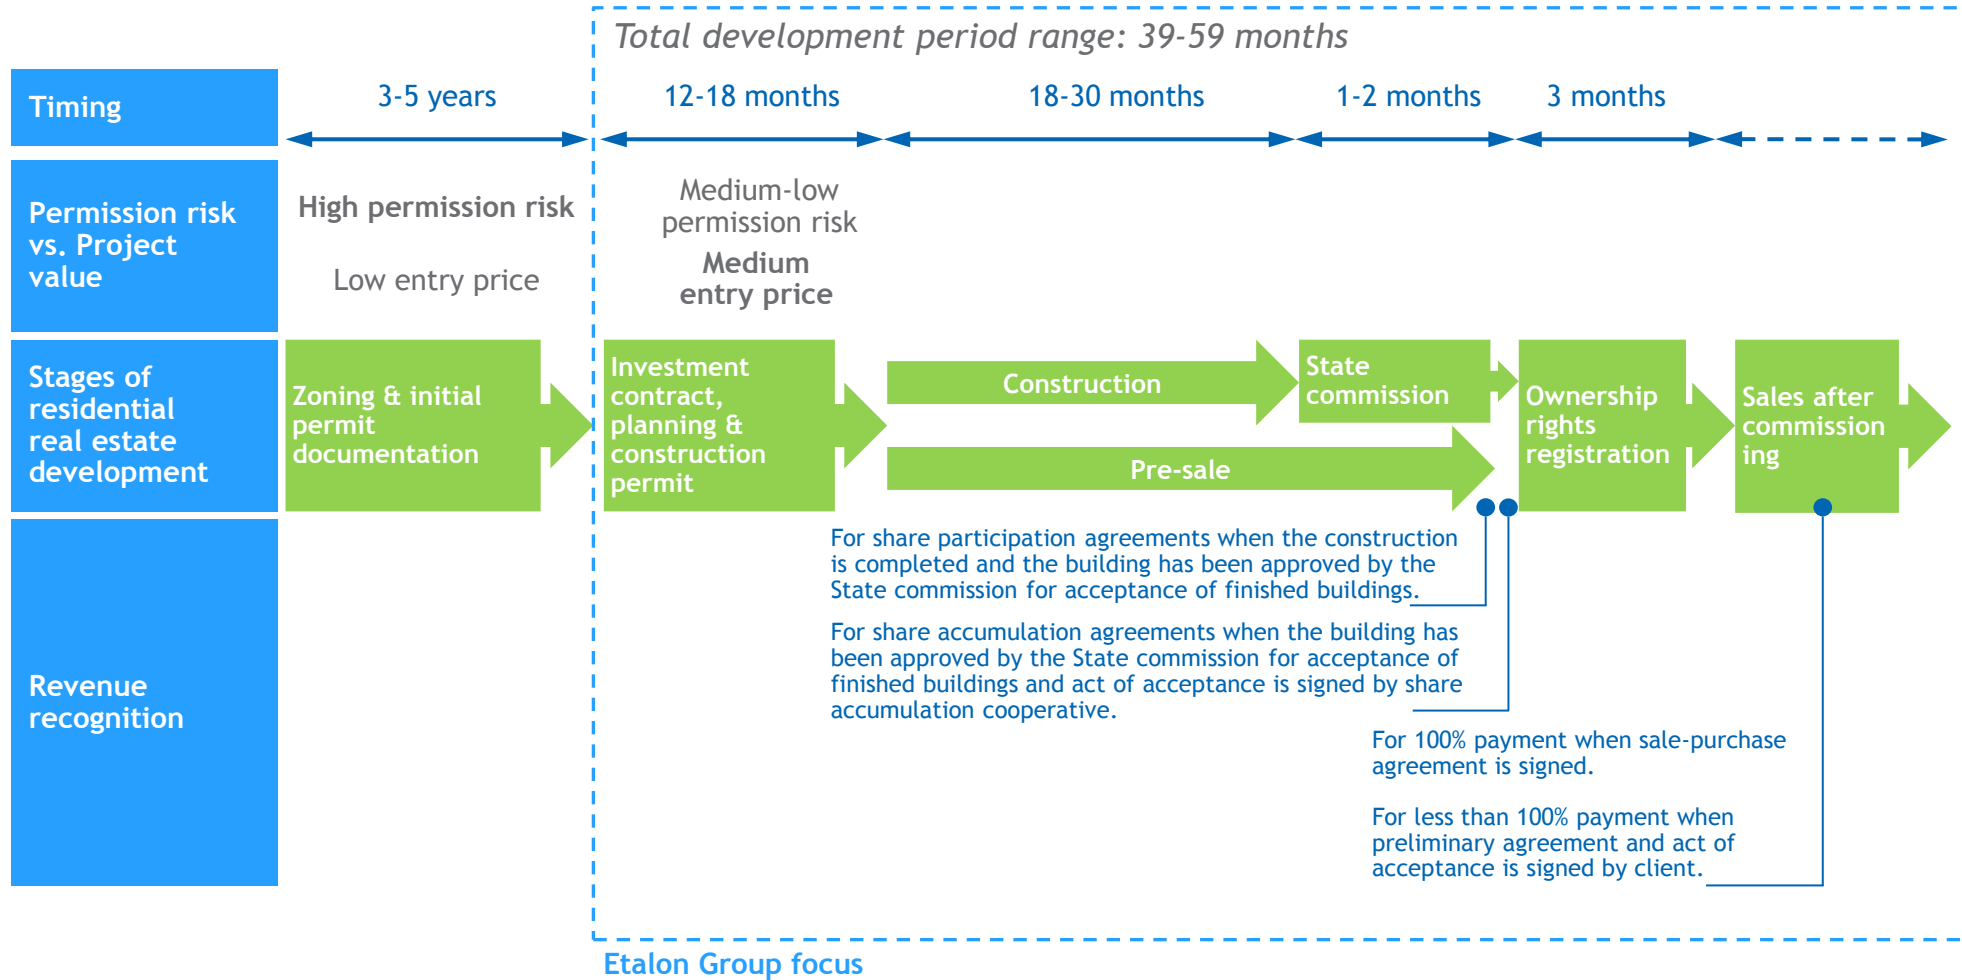 Total development period range: 39-59 months
Timing
3-5 years
12-18 months
18-30 months
1-2 months
3 months
Permission risk
vs. Project
value
High permission risk
Low entry price
Medium-low
permission risk
Medium
entry price
Stages of
residential
real estate
development
Zoning & initial
permit
documentation
Investment
contract,
planning &
construction
permit
Construction
Pre-sale
State
commission
Ownership
rights
registration
Sales after
commission
ing
Revenue
recognition
For share participation agreements when the construction
is completed and the building has been approved by the
State commission for acceptance of finished buildings.
For share accumulation agreements when the building has
been approved by the State commission for acceptance of
finished buildings and act of acceptance is signed by share
accumulation cooperative.
For 100% payment when sale-purchase
agreement is signed.
For less than 100% payment when
preliminary agreement and act of
acceptance is signed by client.
Etalon Group focus